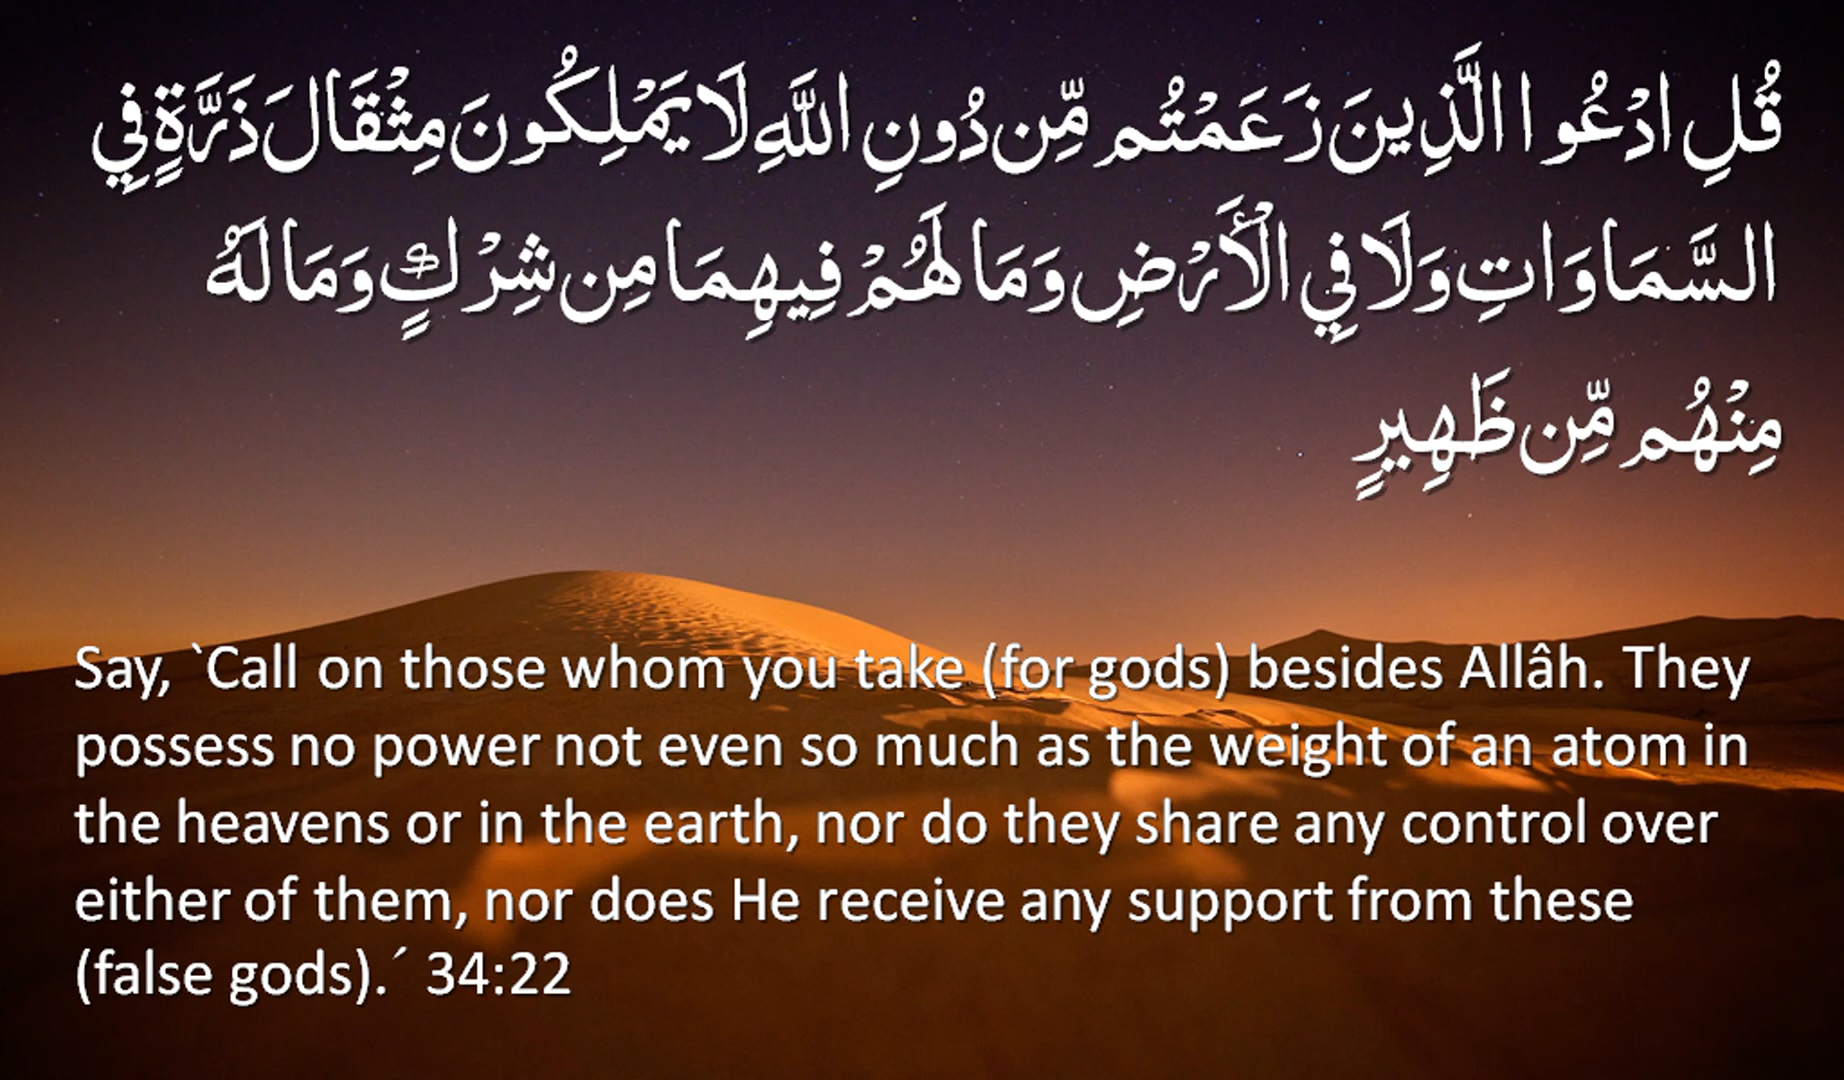 قُلِ ادْعُوا الَّذِينَ زَعَمْتُم مِّن دُونِ اللَّهِ لَا يَمْلِكُونَ مِثْقَالَ ذَرَّةٍ فِي
السَّمَاوَاتِ وَلَا فِي الْأَرْضِ وَمَا لَهُمْ فِيهِمَا مِن شِرْكٍ وَمَا لَهُ
مِنْهُم مِّن ظَهِيرٍ
Say, `Call on those whom you take (for gods) besides Allâh. They
possess no power not even so much as the weight of an atom in
the heavens or in the earth, nor do they share any control over
either of them, nor does He receive any support from these
(false gods).´ 34:22